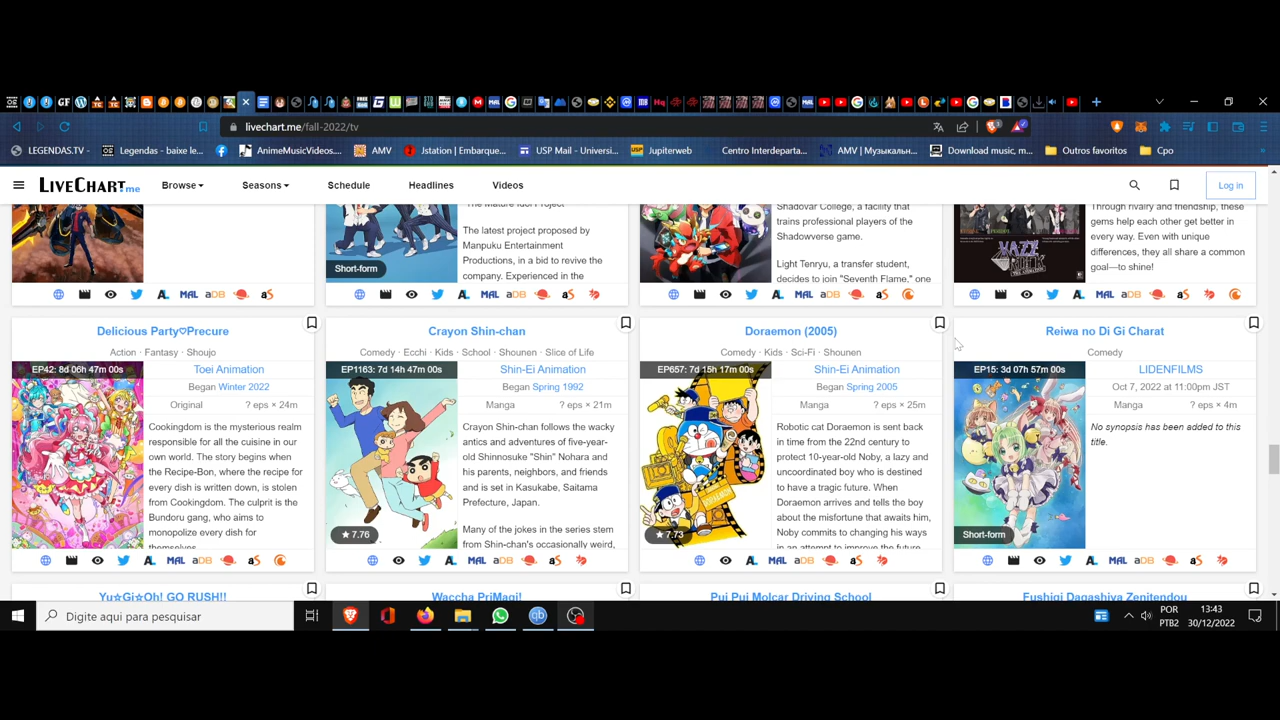 livechart.me/fall-2022/tv
LEGENDAS.TV -
Legendas - baixe le...
AnimeMusicVideos....
AMV
Jstation | Embarque...
USP Mail - Universi...
Jupiterweb
Centro Interdeparta...
AMV | Музыкальн...
Download music, m...
Outros favoritos
Cpo
LIVECHART.me
Browse
Seasons
Schedule
Headlines
Videos
Log in
The Mature Idol Project
The latest project proposed by
Manpuku Entertainment
Productions, in a bid to revive the
company. Experienced in the
Short-form
Shadovar College, a facility that
trains professional players of the
Shadowverse game.
Light Tenryu, a transfer student,
decides to join "Seventh Flame," one
Through rivalry and friendship, these
gems help each other get better in
every way. Even with unique
differences, they all share a common
goal—to shine!
Delicious Party♡Precure
Action · Fantasy · Shoujo
EP42: 8d 06h 47m 00s
Toei Animation
Began Winter 2022
Original
? eps × 24m
Cookingdom is the mysterious realm
responsible for all the cuisine in our
own world. The story begins when
the Recipe-Bon, where the recipe for
every dish is written down, is stolen
from Cookingdom. The culprit is the
Bundoru gang, who aims to
monopolize every dish for
themselves.
Crayon Shin-chan
Comedy · Ecchi · Kids · School · Shounen · Slice of Life
EP1163: 7d 14h 47m 00s
Shin-Ei Animation
Began Spring 1992
Manga
? eps × 21m
Crayon Shin-chan follows the wacky
antics and adventures of five-year-
old Shinnosuke "Shin" Nohara and
his parents, neighbors, and friends
and is set in Kasukabe, Saitama
Prefecture, Japan.
Many of the jokes in the series stem
from Shin-chan's occasionally weird,
★ 7.76
Doraemon (2005)
Comedy · Kids · Sci-Fi · Shounen
EP657: 7d 15h 17m 00s
Shin-Ei Animation
Began Spring 2005
Manga
? eps × 25m
Robotic cat Doraemon is sent back
in time from the 22nd century to
protect 10-year-old Noby, a lazy and
uncoordinated boy who is destined
to have a tragic future. When
Doraemon arrives and tells the boy
about the misfortune that awaits him,
Noby commits to changing his ways
in an attempt to improve the future
★ 7.73
Reiwa no Di Gi Charat
Comedy
EP15: 3d 07h 57m 00s
LIDENFILMS
Oct 7, 2022 at 11:00pm JST
Manga
? eps × 4m
No synopsis has been added to this
title.
Short-form
Yu☆Gi☆Oh! GO RUSH!!
Waccha PriMagi!
Pui Pui Molcar Driving School
Fushigi Dagashiya Zenitendou
Digite aqui para pesquisar
POR
PTB2
13:43
30/12/2022